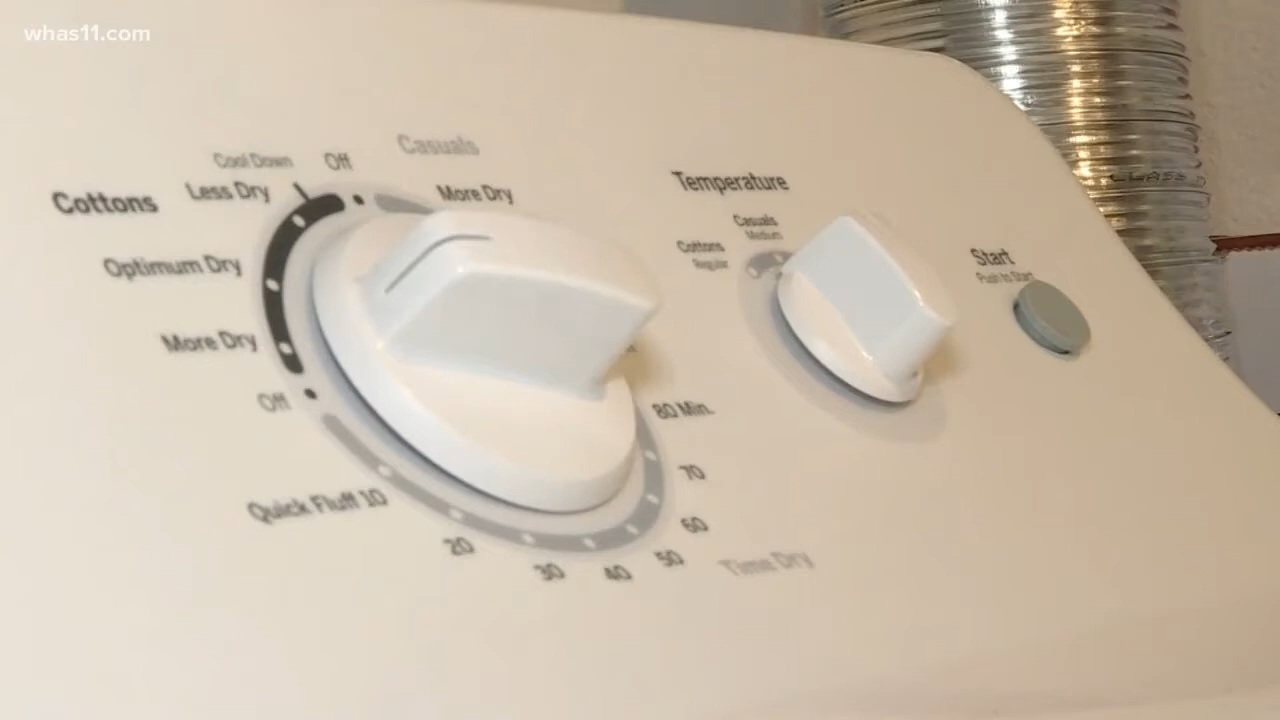 whas11.com
Cool Down
Off
Casuals
Cottons
Less Dry
More Dry
Optimum Dry
More Dry
Off
Quick Fluff 10
20
30
40
50
60
70
80 Min.
Time Dry
Temperature
Casuals
Medium
Cottons
Regular
Start
Push to Start
CLASS